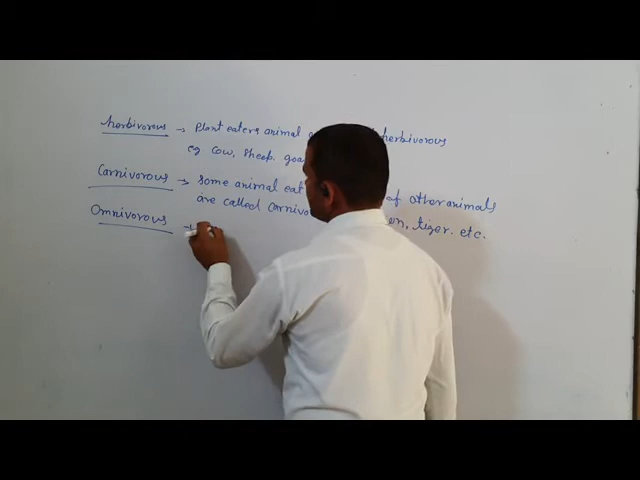 herbivorous → Plant eaters animal herbivorous
eg cow, sheep. goa
Carnivorous → some animal eat of other animals
are called Carnivo tiger. etc.
Omnivorous →